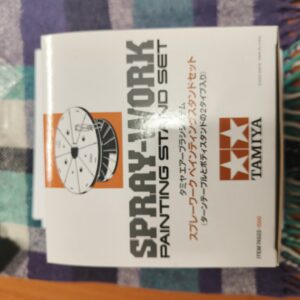 SPRAY-WORK
PAINTING STAND SET
タミヤ エアーブラシシステム
スプレーワーク ペインティングスタンドセット
(ターンテーブルとボディスタンドの2タイプ入り)
TAMIYA